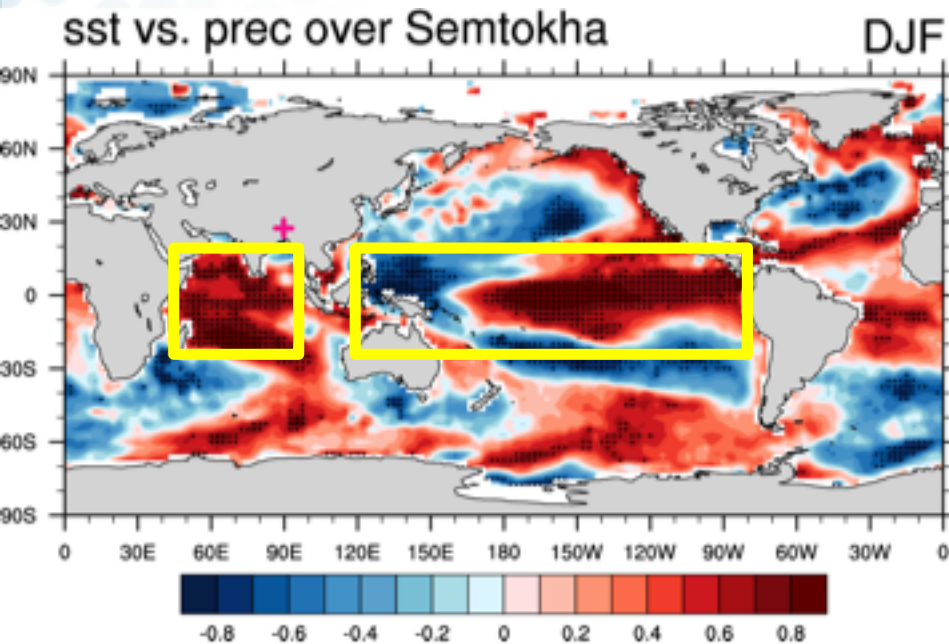 sst vs. prec over Semtokha DJF
90N
60N
30N
0
30S
60S
90S
0 30E 60E 90E 120E 150E 180 150W 120W 90W 60W 30W 0
-0.8 -0.6 -0.4 -0.2 0 0.2 0.4 0.6 0.8